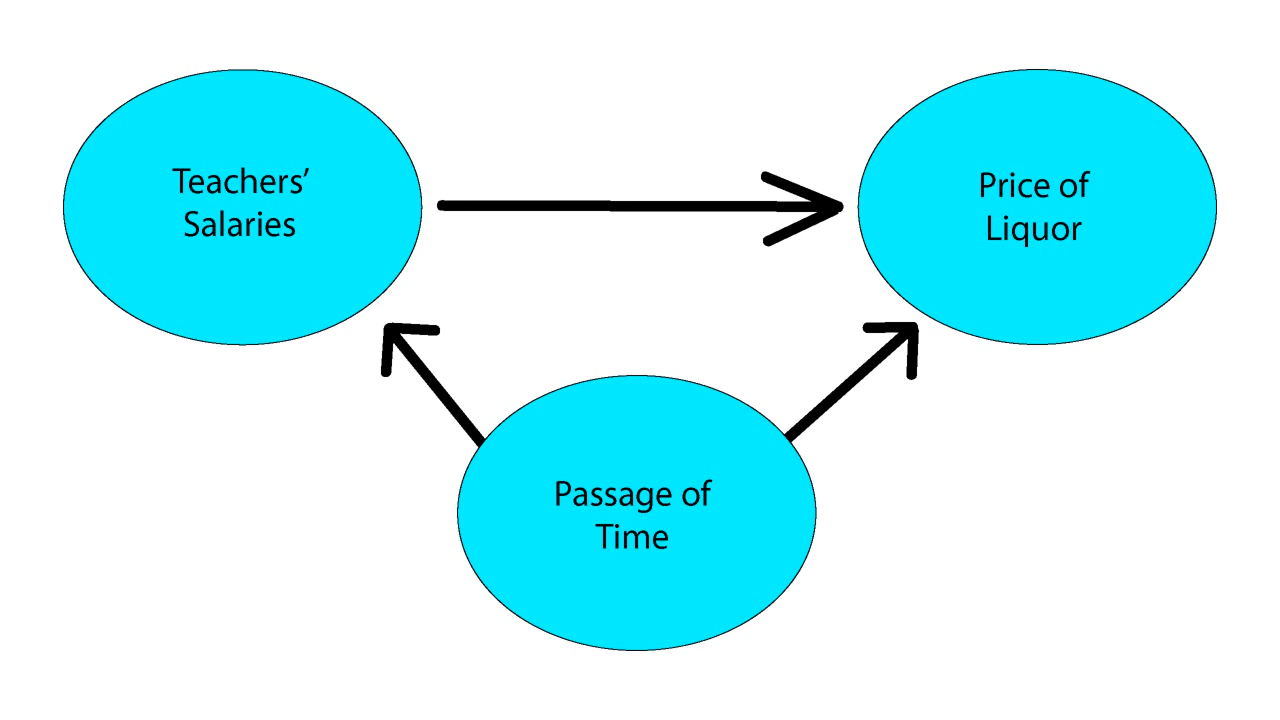 Teachers’
Salaries
Price of
Liquor
Passage of
Time